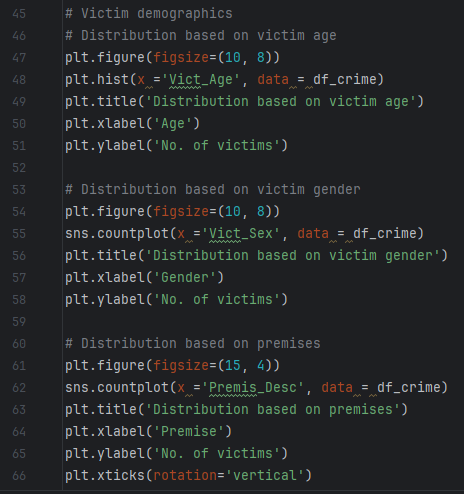 45 # Victim demographics
46 # Distribution based on victim age
47 plt.figure(figsize=(10, 8))
48 plt.hist(x ='Vict_Age', data = df_crime)
49 plt.title('Distribution based on victim age')
50 plt.xlabel('Age')
51 plt.ylabel('No. of victims')
52
53 # Distribution based on victim gender
54 plt.figure(figsize=(10, 8))
55 sns.countplot(x ='Vict_Sex', data = df_crime)
56 plt.title('Distribution based on victim gender')
57 plt.xlabel('Gender')
58 plt.ylabel('No. of victims')
59
60 # Distribution based on premises
61 plt.figure(figsize=(15, 4))
62 sns.countplot(x ='Premis_Desc', data = df_crime)
63 plt.title('Distribution based on premises')
64 plt.xlabel('Premise')
65 plt.ylabel('No. of victims')
66 plt.xticks(rotation='vertical')